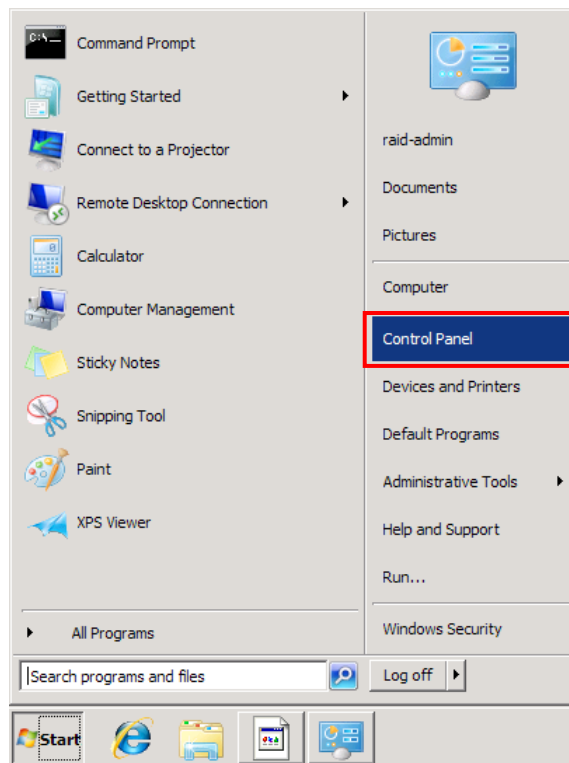 C:\
Command Prompt
Getting Started
Connect to a Projector
Remote Desktop Connection
Calculator
Computer Management
Sticky Notes
Snipping Tool
Paint
XPS Viewer
All Programs
Search programs and files
raid-admin
Documents
Pictures
Computer
Control Panel
Devices and Printers
Default Programs
Administrative Tools
Help and Support
Run...
Windows Security
Log off
Start